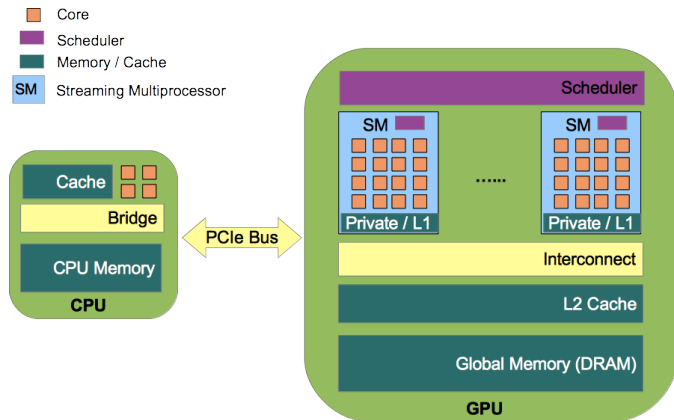 Core
Scheduler
Memory / Cache
SM Streaming Multiprocessor
Cache
Bridge
CPU Memory
CPU
PCIe Bus
Scheduler
SM
SM
......
Private / L1
Private / L1
Interconnect
L2 Cache
Global Memory (DRAM)
GPU